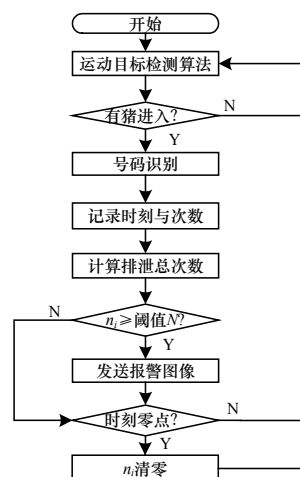 开始
运动目标检测算法
有猪进入?
N
Y
号码识别
记录时刻与次数
计算排泄总次数
N
nᵢ≥阈值N?
Y
发送报警图像
时刻零点?
N
Y
nᵢ清零